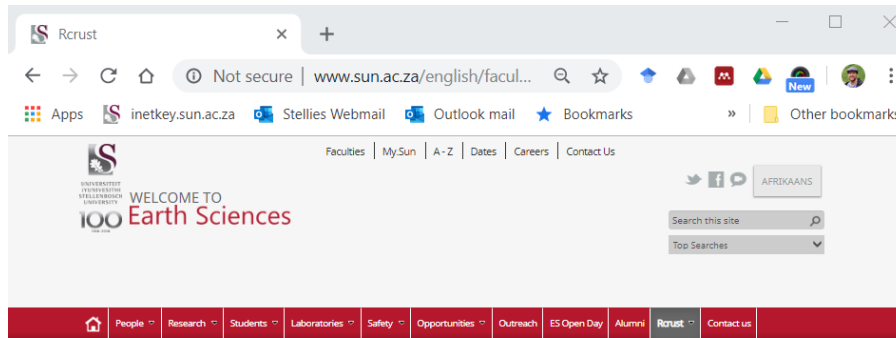 Rcrust
Not secure | www.sun.ac.za/english/facul...
New
Apps inetkey.sun.ac.za Stellies Webmail Outlook mail Bookmarks » Other bookmarks
Faculties | My.Sun | A - Z | Dates | Careers | Contact Us
UNIVERSITEIT
IYUNIVESITHI
STELLENBOSCH
UNIVERSITY
100
AFRIKAANS
WELCOME TO
Earth Sciences
Search this site
Top Searches
People Research Students Laboratories Safety Opportunities Outreach ES Open Day Alumni Rcrust Contact us